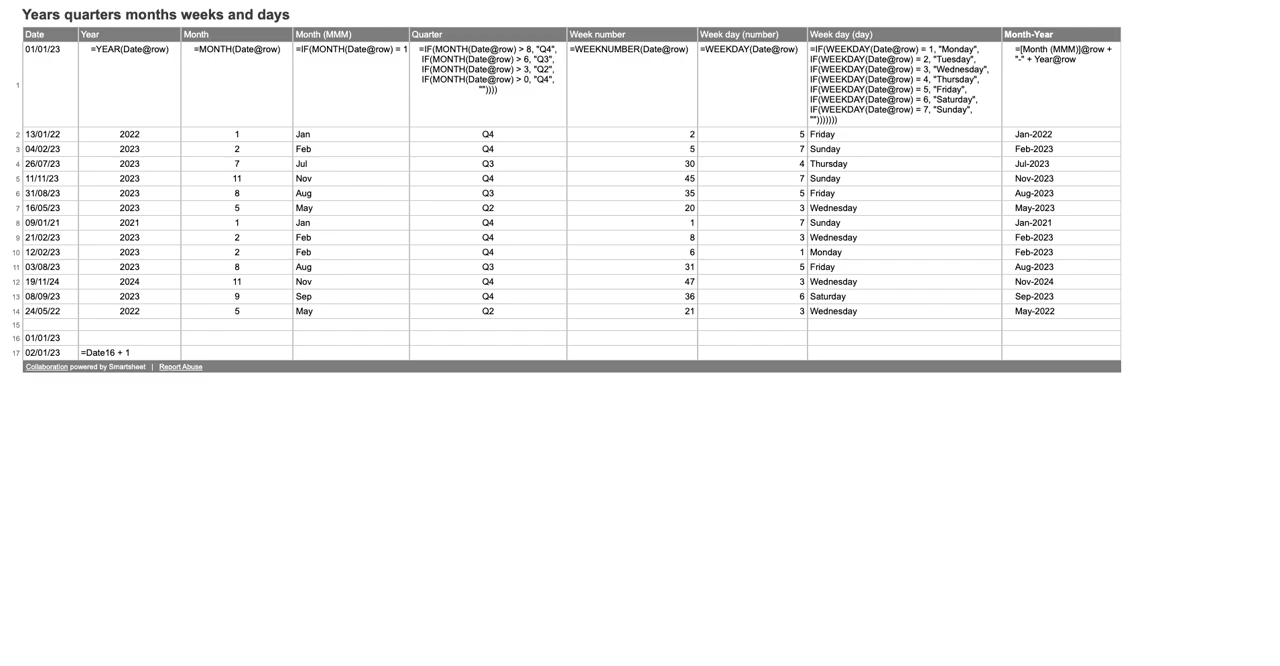 Years quarters months weeks and days
Date Year Month Month (MMM) Quarter Week number Week day (number) Week day (day) Month-Year
1 01/01/23 =YEAR(Date@row) =MONTH(Date@row) =IF(MONTH(Date@row) = 1 =IF(MONTH(Date@row) > 8, "Q4", =WEEKNUMBER(Date@row) =WEEKDAY(Date@row) =IF(WEEKDAY(Date@row) = 1, "Monday", =[Month (MMM)]@row +
IF(MONTH(Date@row) > 6, "Q3", IF(WEEKDAY(Date@row) = 2, "Tuesday", "-" + Year@row
IF(MONTH(Date@row) > 3, "Q2", IF(WEEKDAY(Date@row) = 3, "Wednesday",
IF(MONTH(Date@row) > 0, "Q4", IF(WEEKDAY(Date@row) = 4, "Thursday",
"")))) IF(WEEKDAY(Date@row) = 5, "Friday",
IF(WEEKDAY(Date@row) = 6, "Saturday",
IF(WEEKDAY(Date@row) = 7, "Sunday",
"")))))))
2 13/01/22 2022 1 Jan Q4 2 5 Friday Jan-2022
3 04/02/23 2023 2 Feb Q4 5 7 Sunday Feb-2023
4 26/07/23 2023 7 Jul Q3 30 4 Thursday Jul-2023
5 11/11/23 2023 11 Nov Q4 45 7 Sunday Nov-2023
6 31/08/23 2023 8 Aug Q3 35 5 Friday Aug-2023
7 16/05/23 2023 5 May Q2 20 3 Wednesday May-2023
8 09/01/21 2021 1 Jan Q4 1 7 Sunday Jan-2021
9 21/02/23 2023 2 Feb Q4 8 3 Wednesday Feb-2023
10 12/02/23 2023 2 Feb Q4 6 1 Monday Feb-2023
11 03/08/23 2023 8 Aug Q3 31 5 Friday Aug-2023
12 19/11/24 2024 11 Nov Q4 47 3 Wednesday Nov-2024
13 08/09/23 2023 9 Sep Q4 36 6 Saturday Sep-2023
14 24/05/22 2022 5 May Q2 21 3 Wednesday May-2022
15
16 01/01/23
17 02/01/23 =Date16 + 1
Collaboration powered by Smartsheet | Report Abuse